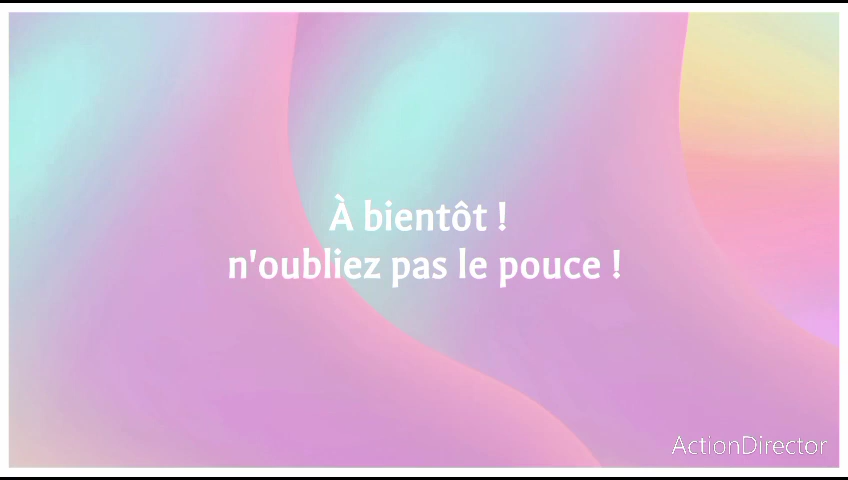 À bientôt !
n'oubliez pas le pouce !
ActionDirector